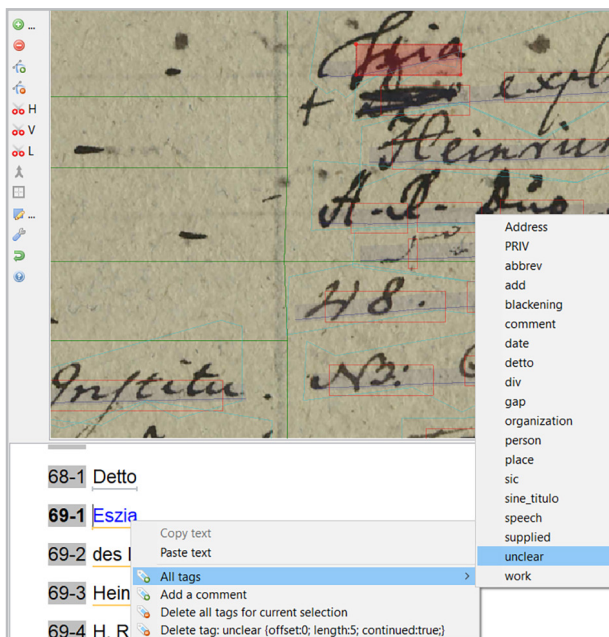 ...
H
V
L
...
expl
Heinrich
48.
N3:
Institu.
Address
PRIV
abbrev
add
blackening
comment
date
detto
div
gap
organization
person
place
sic
sine_titulo
speech
supplied
unclear
work
68-1 Detto
69-1 Eszia
69-2 des
69-3 Hein
69-4 H. R
Copy text
Paste text
All tags
Add a comment
Delete all tags for current selection
Delete tag: unclear {offset:0; length:5; continued:true;}